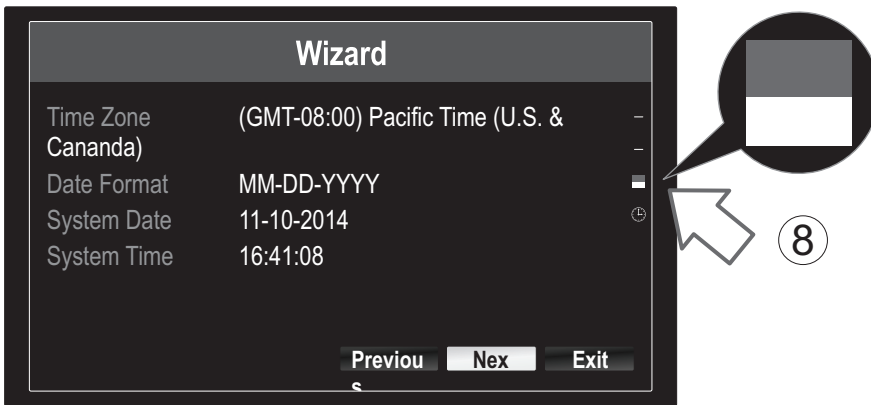 Wizard
Time Zone (GMT-08:00) Pacific Time (U.S. & –
Cananda) –
Date Format MM-DD-YYYY
System Date 11-10-2014
System Time 16:41:08
Previou Nex Exit
s
8